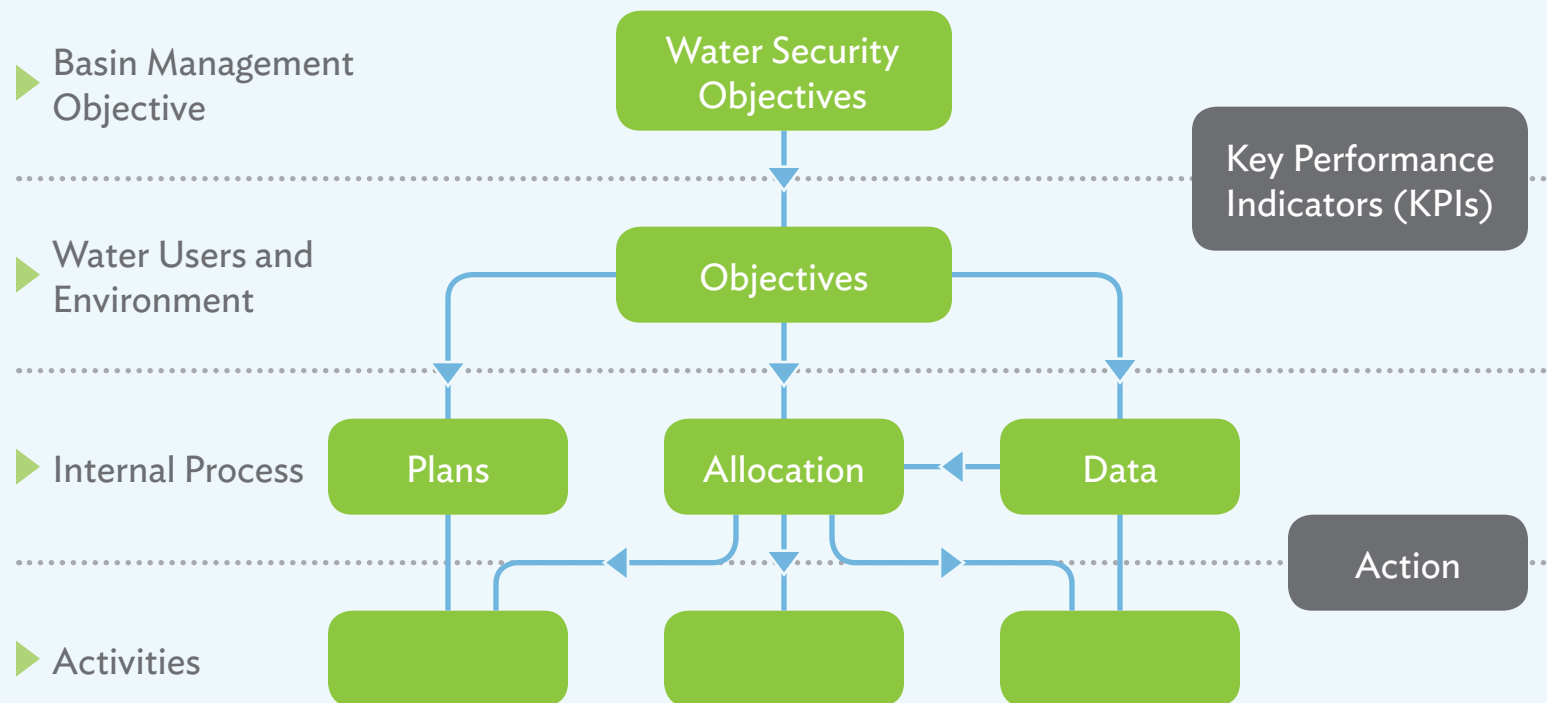 Basin Management
Objective
Water Security
Objectives
Key Performance
Indicators (KPIs)
Water Users and
Environment
Objectives
Internal Process
Plans
Allocation
Data
Action
Activities